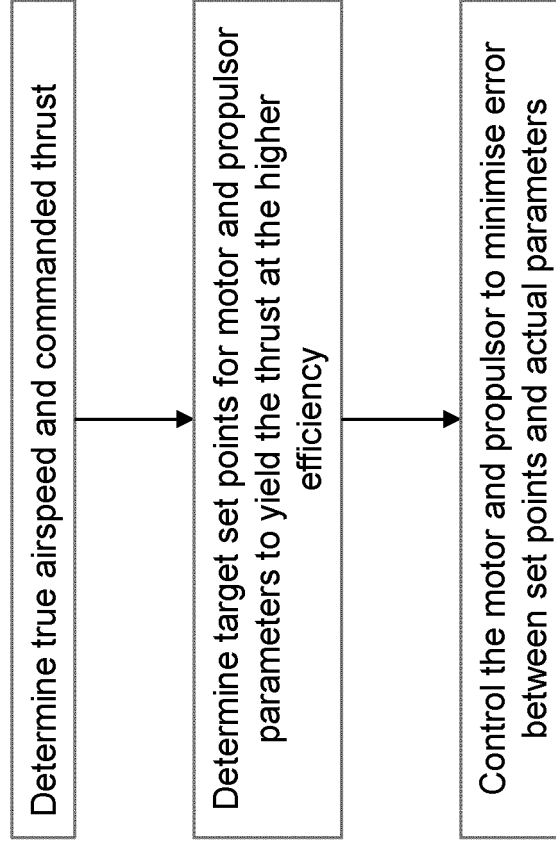 Determine true airspeed and commanded thrust
Determine target set points for motor and propulsor
parameters to yield the thrust at the higher
efficiency
Control the motor and propulsor to minimise error
between set points and actual parameters